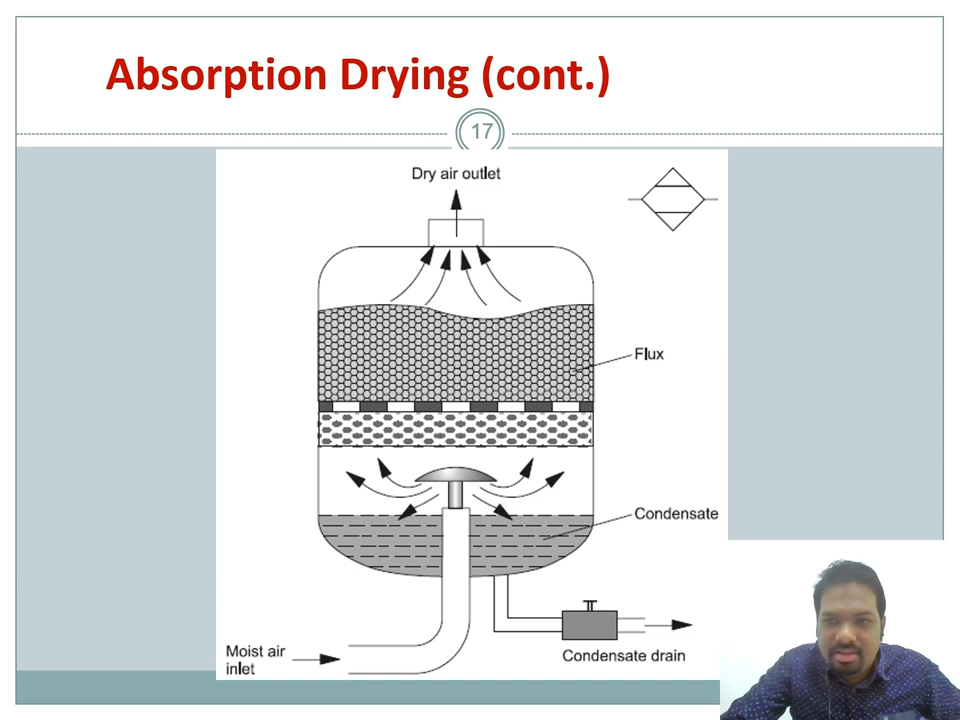 Absorption Drying (cont.)
17
Dry air outlet
Flux
Condensate
Moist air
inlet
Condensate drain